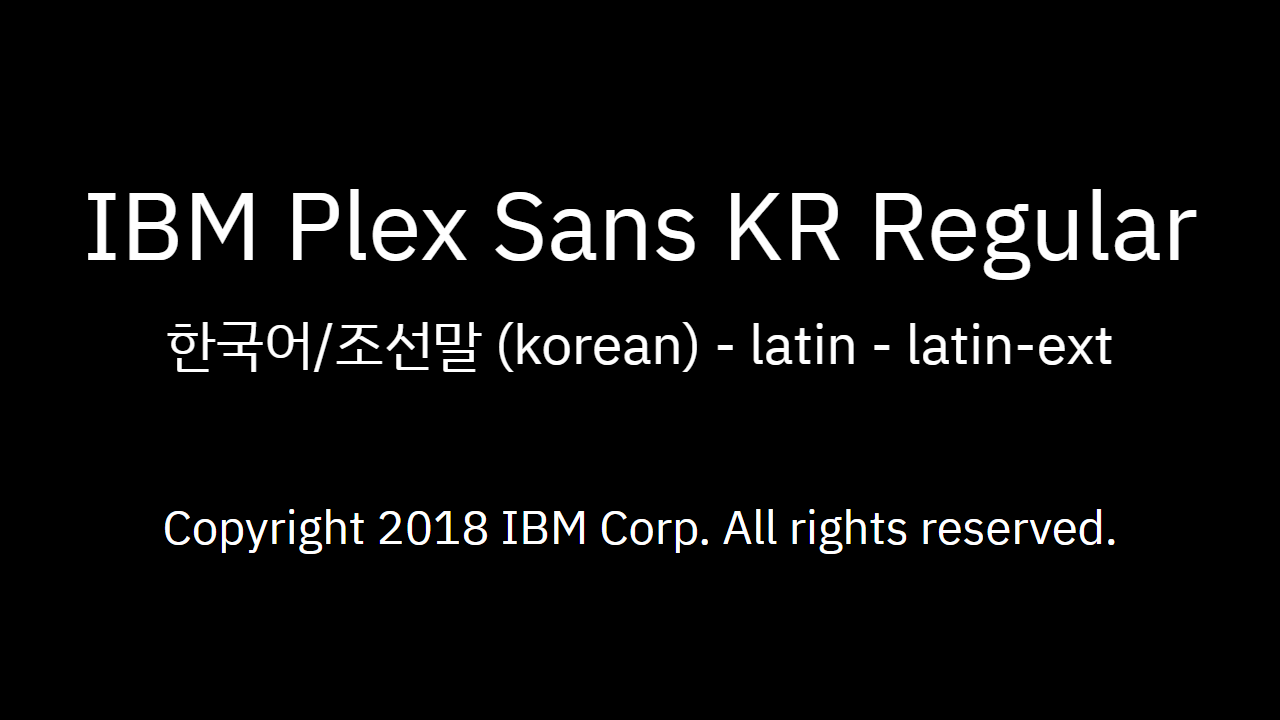 IBM Plex Sans KR Regular
한국어/조선말 (korean) - latin - latin-ext
Copyright 2018 IBM Corp. All rights reserved.